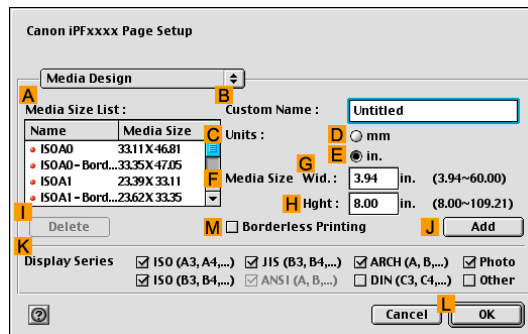 Canon iPFxxxx Page Setup
Media Design
A B
Media Size List : Custom Name : Untitled
Name Media Size C Units : D mm
ISOA0 33.11X46.81 E in.
ISOA0-Bord...33.35X47.05 G
ISOA1 23.39X33.11 F Media Size Wid.: 3.94 in. (3.94~60.00)
ISOA1-Bord...23.62X33.35 H Hght : 8.00 in. (8.00~109.21)
I Delete M Borderless Printing J Add
K
Display Series ISO (A3, A4,...) JIS (B3, B4,...) ARCH (A, B,...) Photo
ISO (B3, B4,...) ANSI (A, B,...) DIN (C3, C4,...) Other
? Cancel L OK